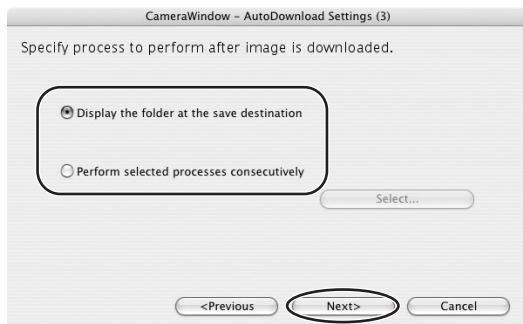 CameraWindow – AutoDownload Settings (3)
Specify process to perform after image is downloaded.
Display the folder at the save destination
Perform selected processes consecutively
Select...
<Previous Next> Cancel